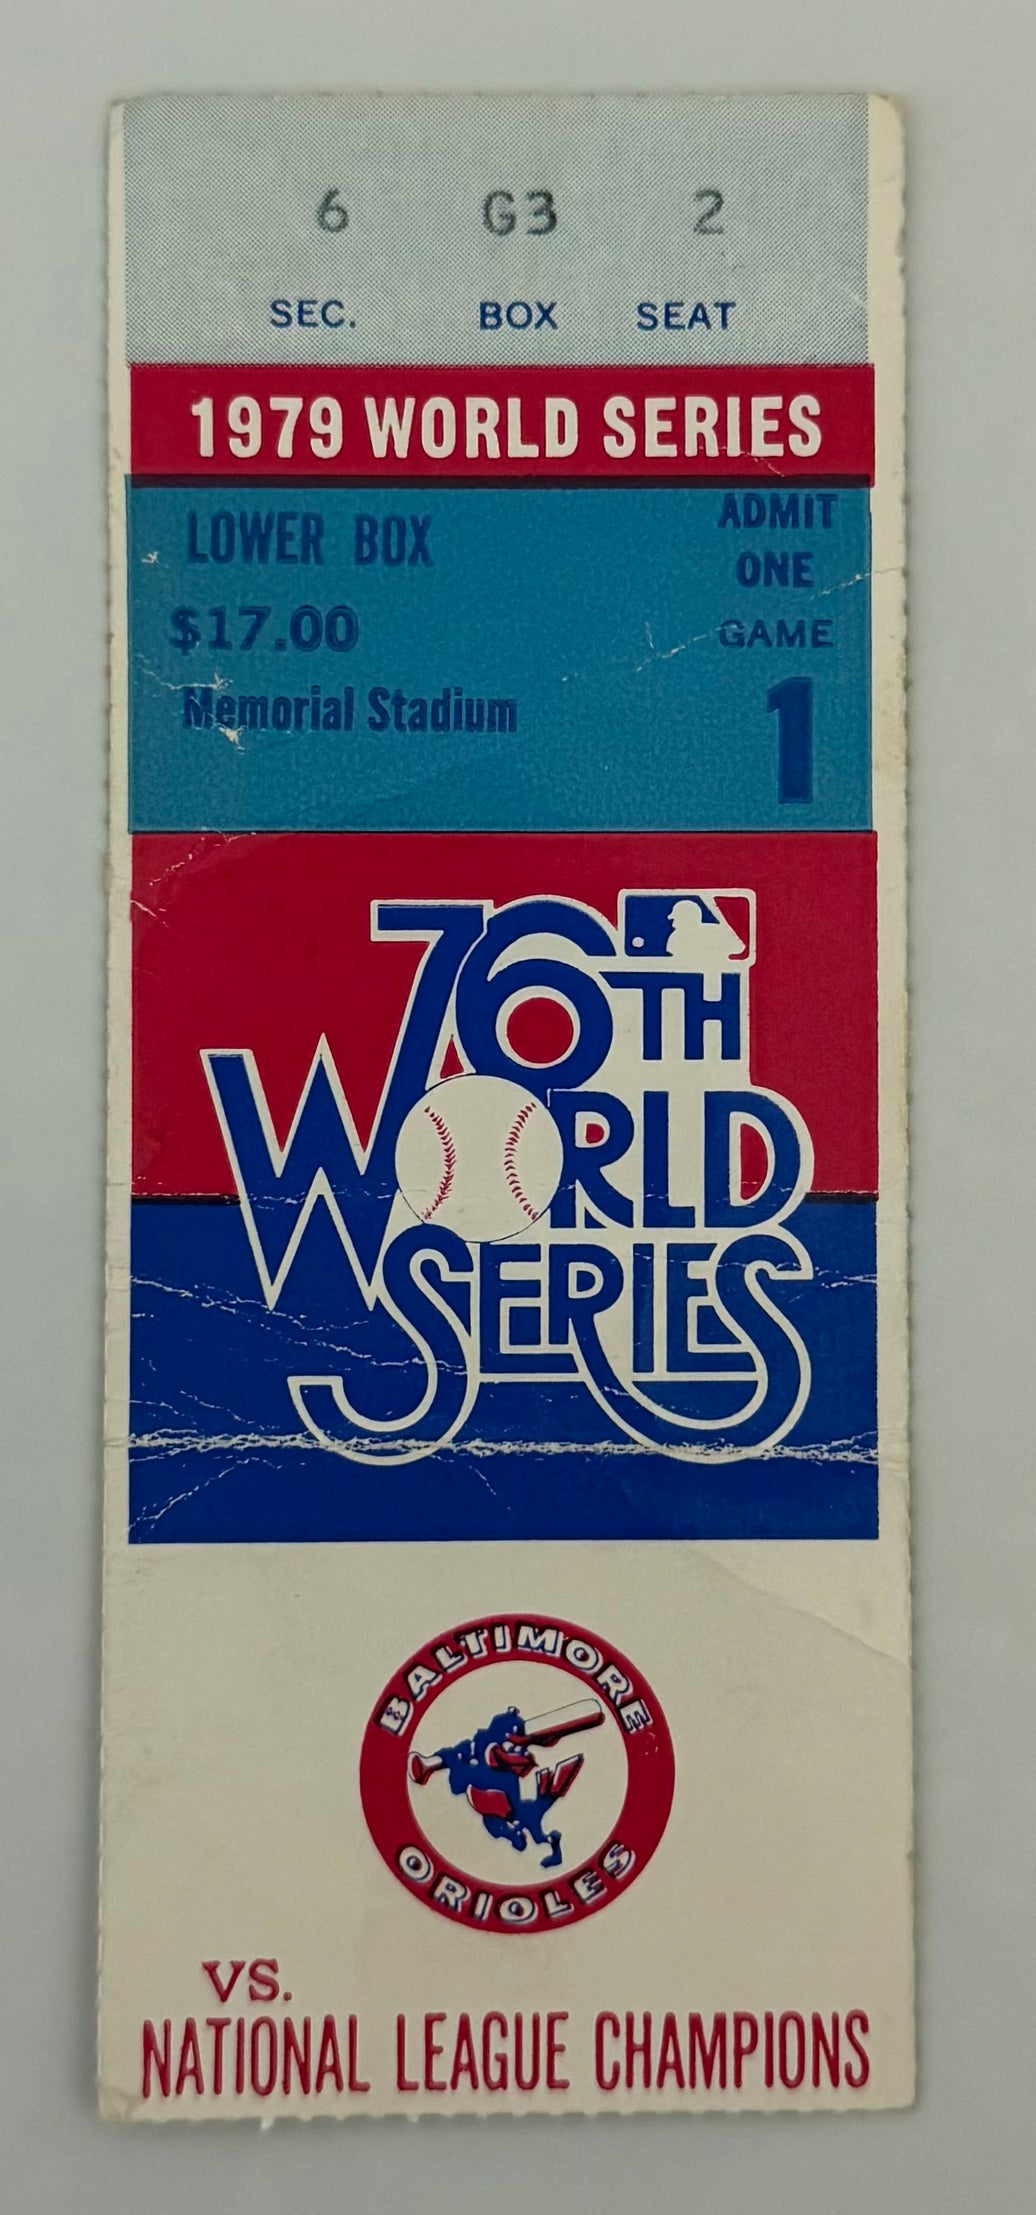 6 G3 2
SEC. BOX SEAT
1979 WORLD SERIES
LOWER BOX
$17.00
Memorial Stadium
ADMIT
ONE
GAME
1
76TH
WORLD
SERIES
BALTIMORE
ORIOLES
VS.
NATIONAL LEAGUE CHAMPIONS